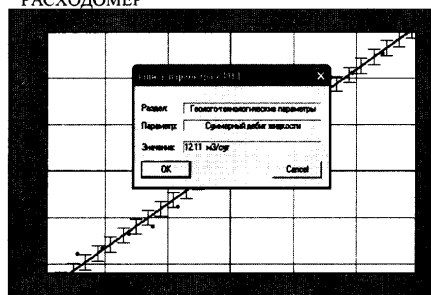 РАСХОДОМЕР
Раздел: Геолого-технологические параметры
Параметр: Суммарный дебит жидкости
Значение: 12.11 м3/сут
OK Cancel